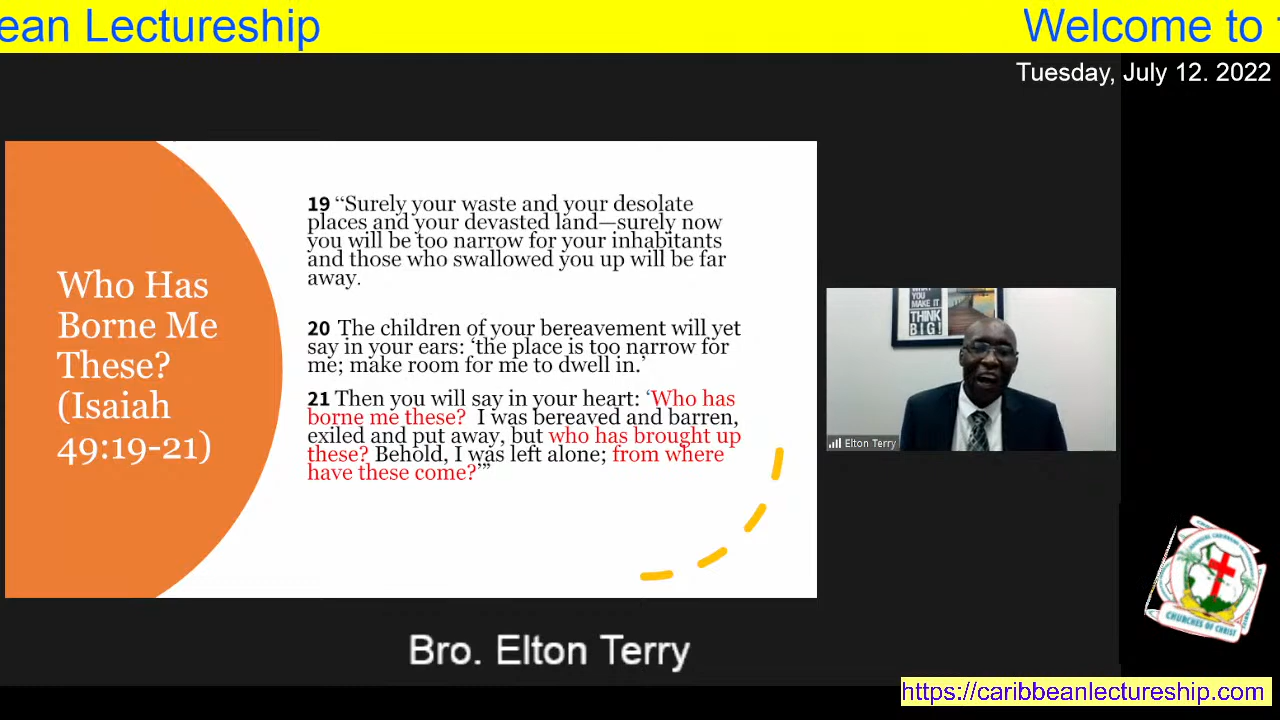 ean Lectureship
Welcome to
Tuesday, July 12. 2022
Who Has
Borne Me
These?
(Isaiah
49:19-21)
19 “Surely your waste and your desolate
places and your devasted land—surely now
you will be too narrow for your inhabitants
and those who swallowed you up will be far
away.
20 The children of your bereavement will yet
say in your ears: ‘the place is too narrow for
me; make room for me to dwell in.’
21 Then you will say in your heart: ‘Who has
borne me these? I was bereaved and barren,
exiled and put away, but who has brought up
these? Behold, I was left alone; from where
have these come?’”
YOU
MAKE IT
THINK
BIG!
Elton Terry
CHURCHES OF CHRIST
Bro. Elton Terry
https://caribbeanlectureship.com